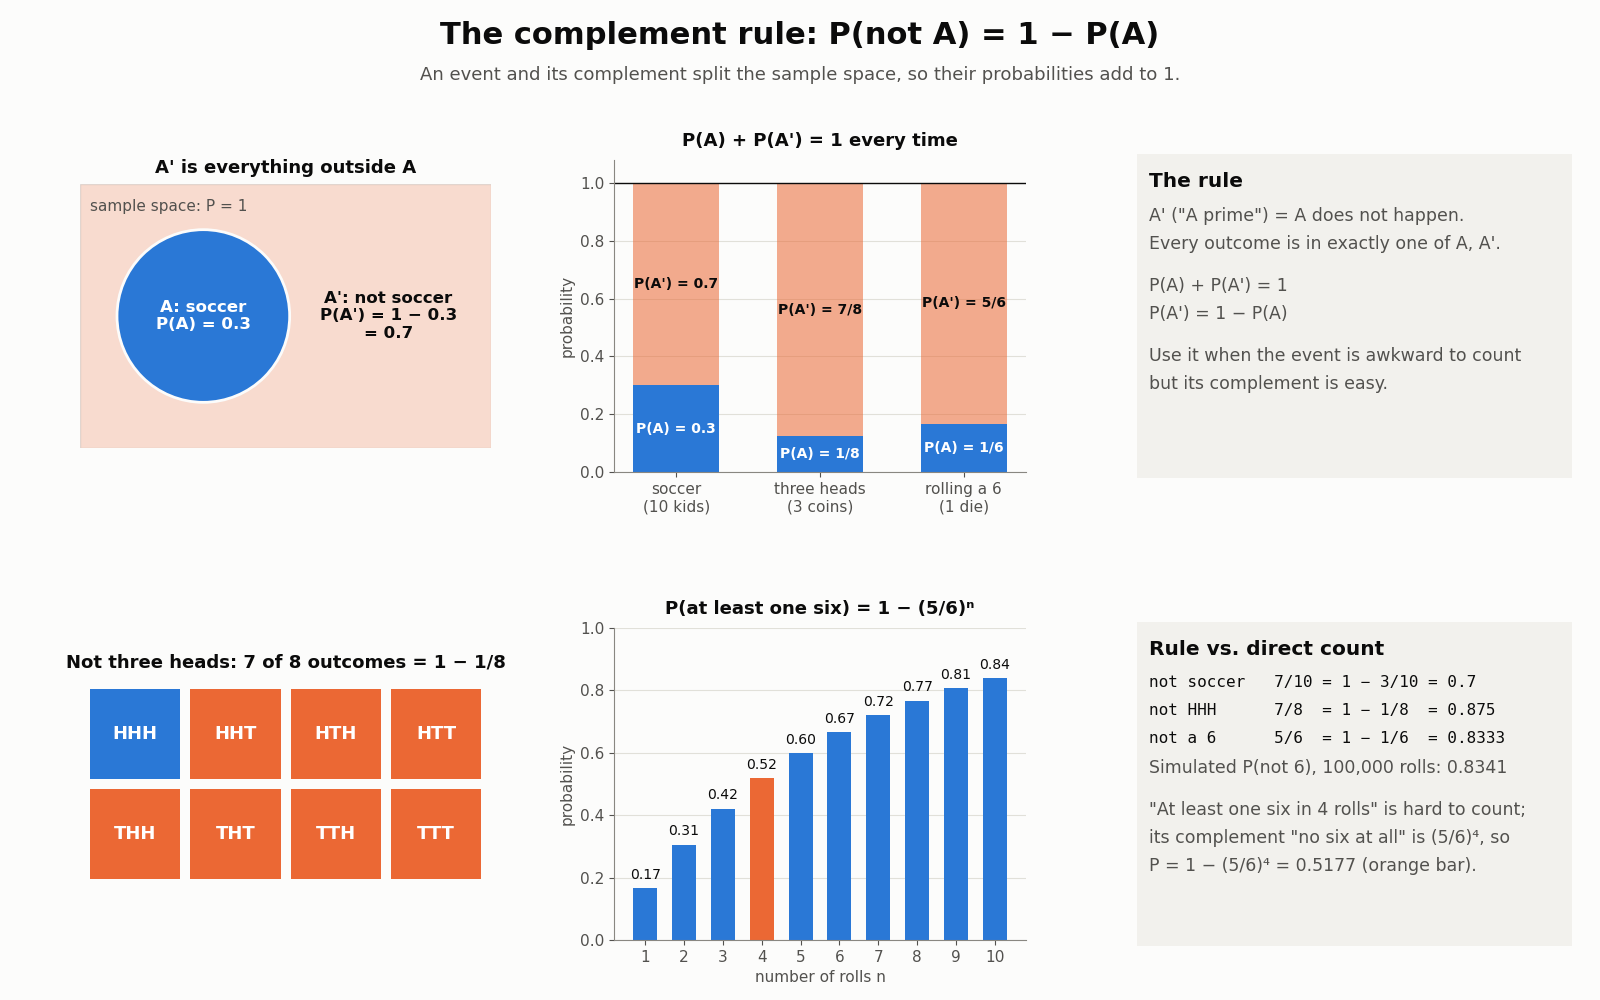 The complement rule: P(not A) = 1 − P(A)
An event and its complement split the sample space, so their probabilities add to 1.
A' is everything outside A
sample space: P = 1
A: soccer
P(A) = 0.3
A': not soccer
P(A') = 1 − 0.3
= 0.7
P(A) + P(A') = 1 every time
probability
1.0
0.8
0.6
0.4
0.2
0.0
P(A') = 0.7
P(A') = 7/8
P(A') = 5/6
P(A) = 0.3
P(A) = 1/8
P(A) = 1/6
soccer
(10 kids)
three heads
(3 coins)
rolling a 6
(1 die)
The rule
A' ("A prime") = A does not happen.
Every outcome is in exactly one of A, A'.
P(A) + P(A') = 1
P(A') = 1 − P(A)
Use it when the event is awkward to count
but its complement is easy.
Not three heads: 7 of 8 outcomes = 1 − 1/8
HHH HHT HTH HTT
THH THT TTH TTT
P(at least one six) = 1 − (5/6)ⁿ
probability
1.0
0.8
0.6
0.4
0.2
0.0
0.17 0.31 0.42 0.52 0.60 0.67 0.72 0.77 0.81 0.84
1 2 3 4 5 6 7 8 9 10
number of rolls n
Rule vs. direct count
not soccer 7/10 = 1 − 3/10 = 0.7
not HHH 7/8 = 1 − 1/8 = 0.875
not a 6 5/6 = 1 − 1/6 = 0.8333
Simulated P(not 6), 100,000 rolls: 0.8341
"At least one six in 4 rolls" is hard to count;
its complement "no six at all" is (5/6)⁴, so
P = 1 − (5/6)⁴ = 0.5177 (orange bar).